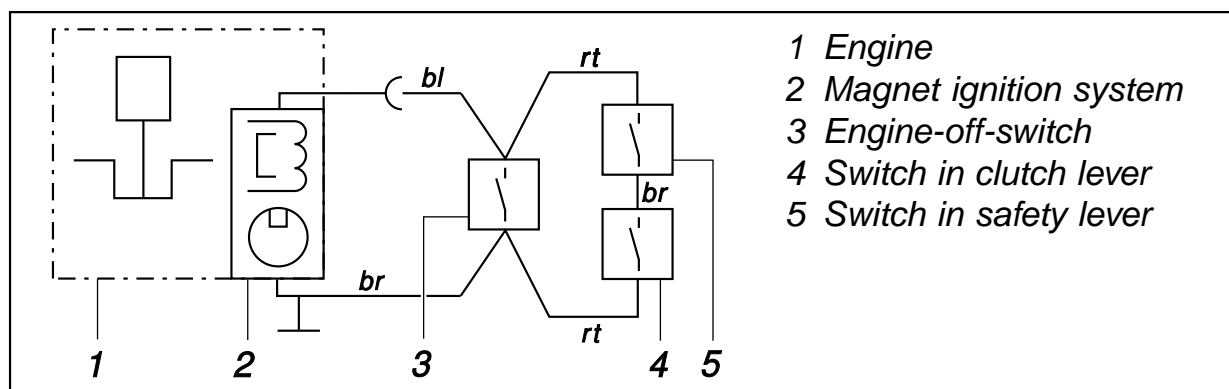 bl
rt
br
br
rt
1
2
3
4
5
1 Engine
2 Magnet ignition system
3 Engine-off-switch
4 Switch in clutch lever
5 Switch in safety lever